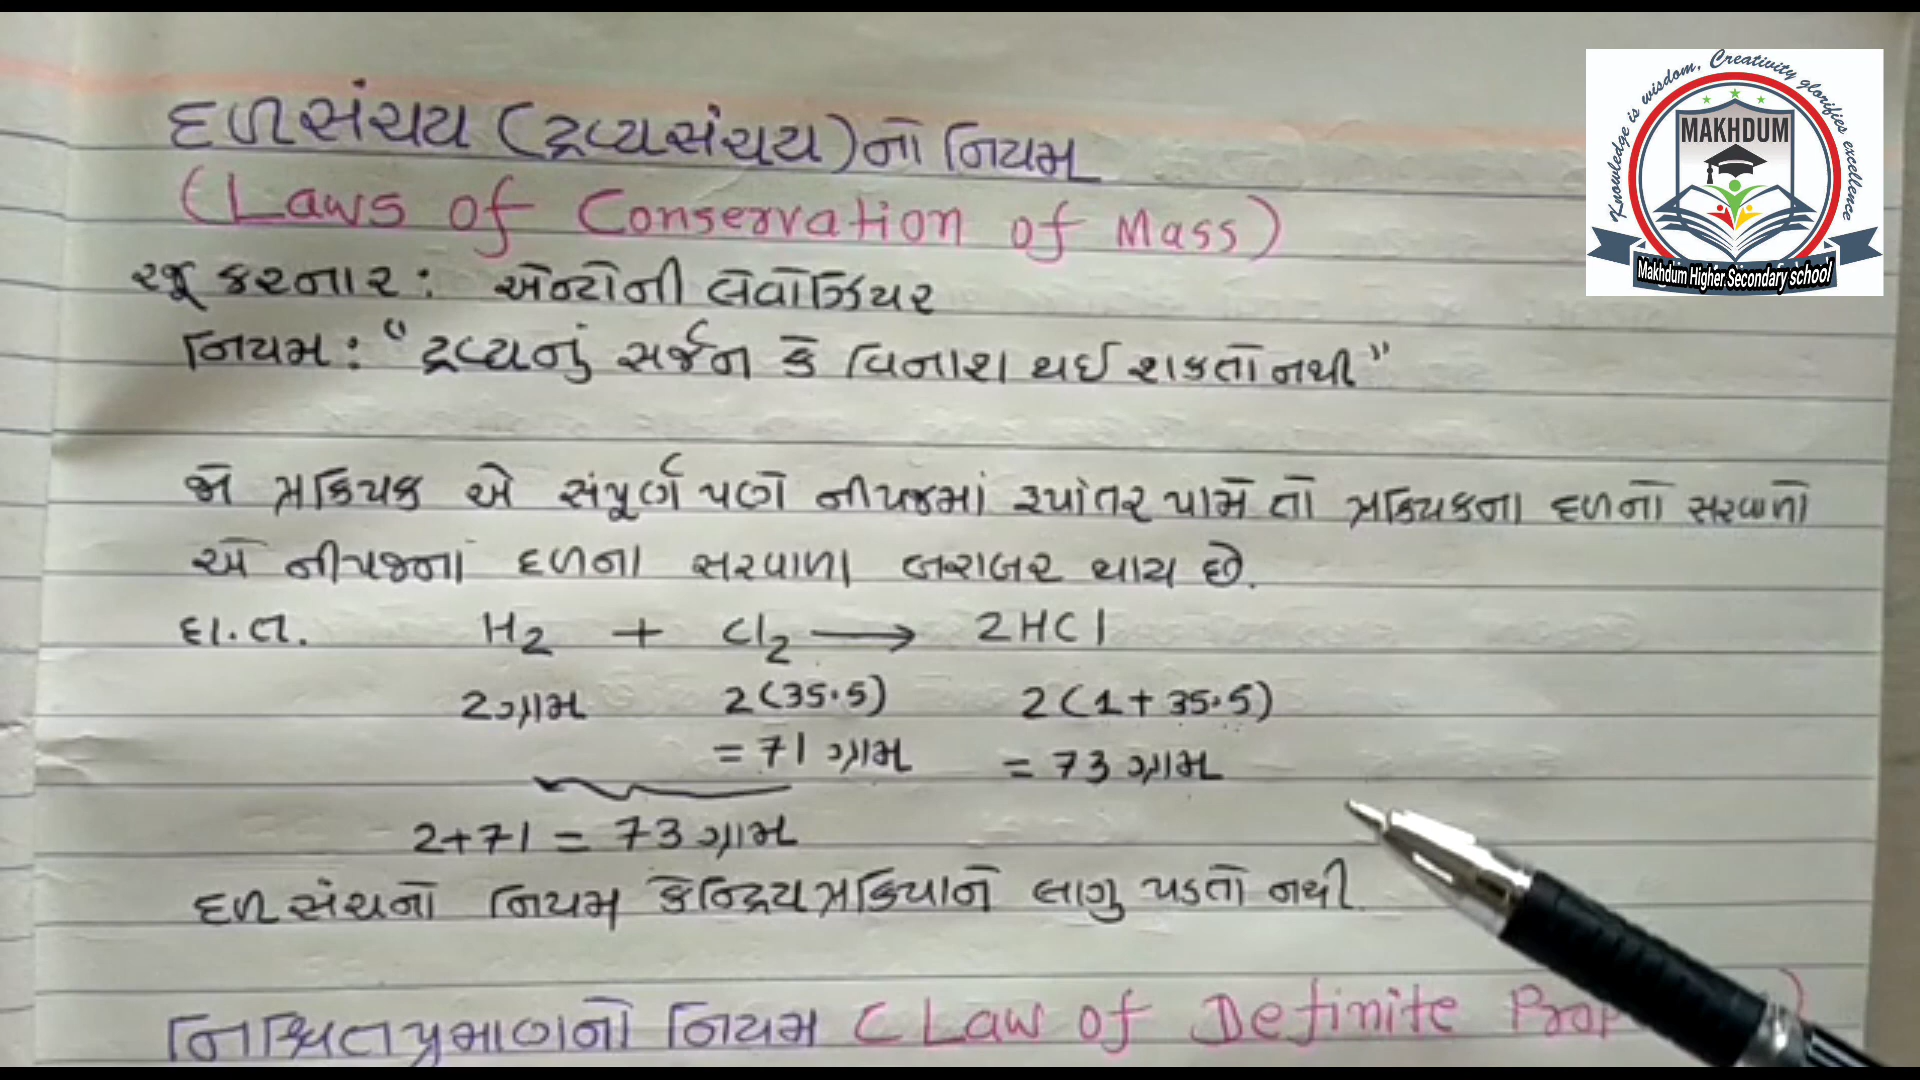 દળસંચય (દ્રવ્યસંચય)નો નિયમ
(Laws of Conservation of Mass)
રજૂ કરનાર: એન્ટોની લેવોઝિયર
નિયમ: "દ્રવ્યનું સર્જન કે વિનાશ થઈ શકતો નથી"
જો પ્રક્રિયક એ સંપૂર્ણ પણે નીપજમાં રૂપાંતર પામે તો પ્રક્રિયકના દળનો સરવાળો
એ નીપજના દળના સરવાળા બરાબર થાય છે.
દા.ત. H2 + Cl2 → 2HCl
2ગ્રામ 2(35.5) 2(1+35.5)
=71 ગ્રામ =73 ગ્રામ
2+71 = 73 ગ્રામ
દળસંચનો નિયમ કેન્દ્રિય પ્રક્રિયાને લાગુ પડતો નથી.
નિશ્ચિત પ્રમાણનો નિયમ (Law of Definite
Knowledge is wisdom, Creativity glorifies excellence
MAKHDUM
Makhdum Higher Secondary school